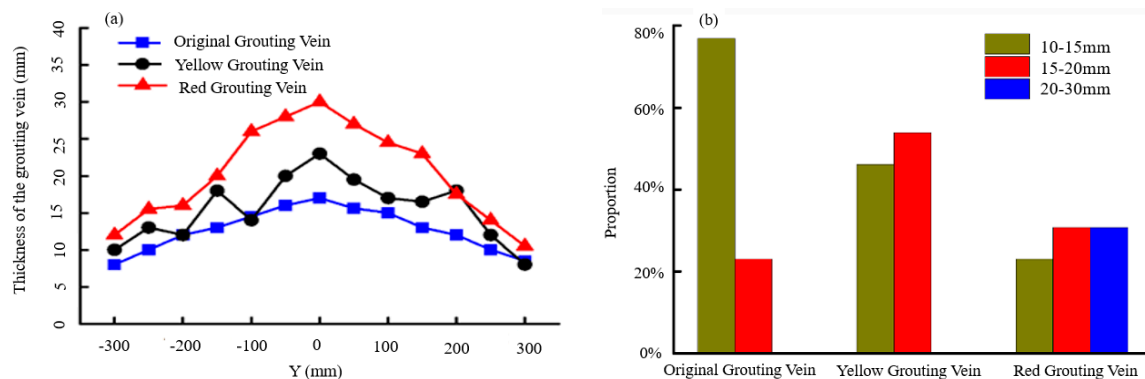 (a)
Thickness of the grouting vein (mm)
40
35
30
25
20
15
10
5
0
Original Grouting Vein
Yellow Grouting Vein
Red Grouting Vein
-300
-200
-100
0
100
200
300
Y (mm)
(b)
Proportion
80%
60%
40%
20%
0%
10-15mm
15-20mm
20-30mm
Original Grouting Vein
Yellow Grouting Vein
Red Grouting Vein